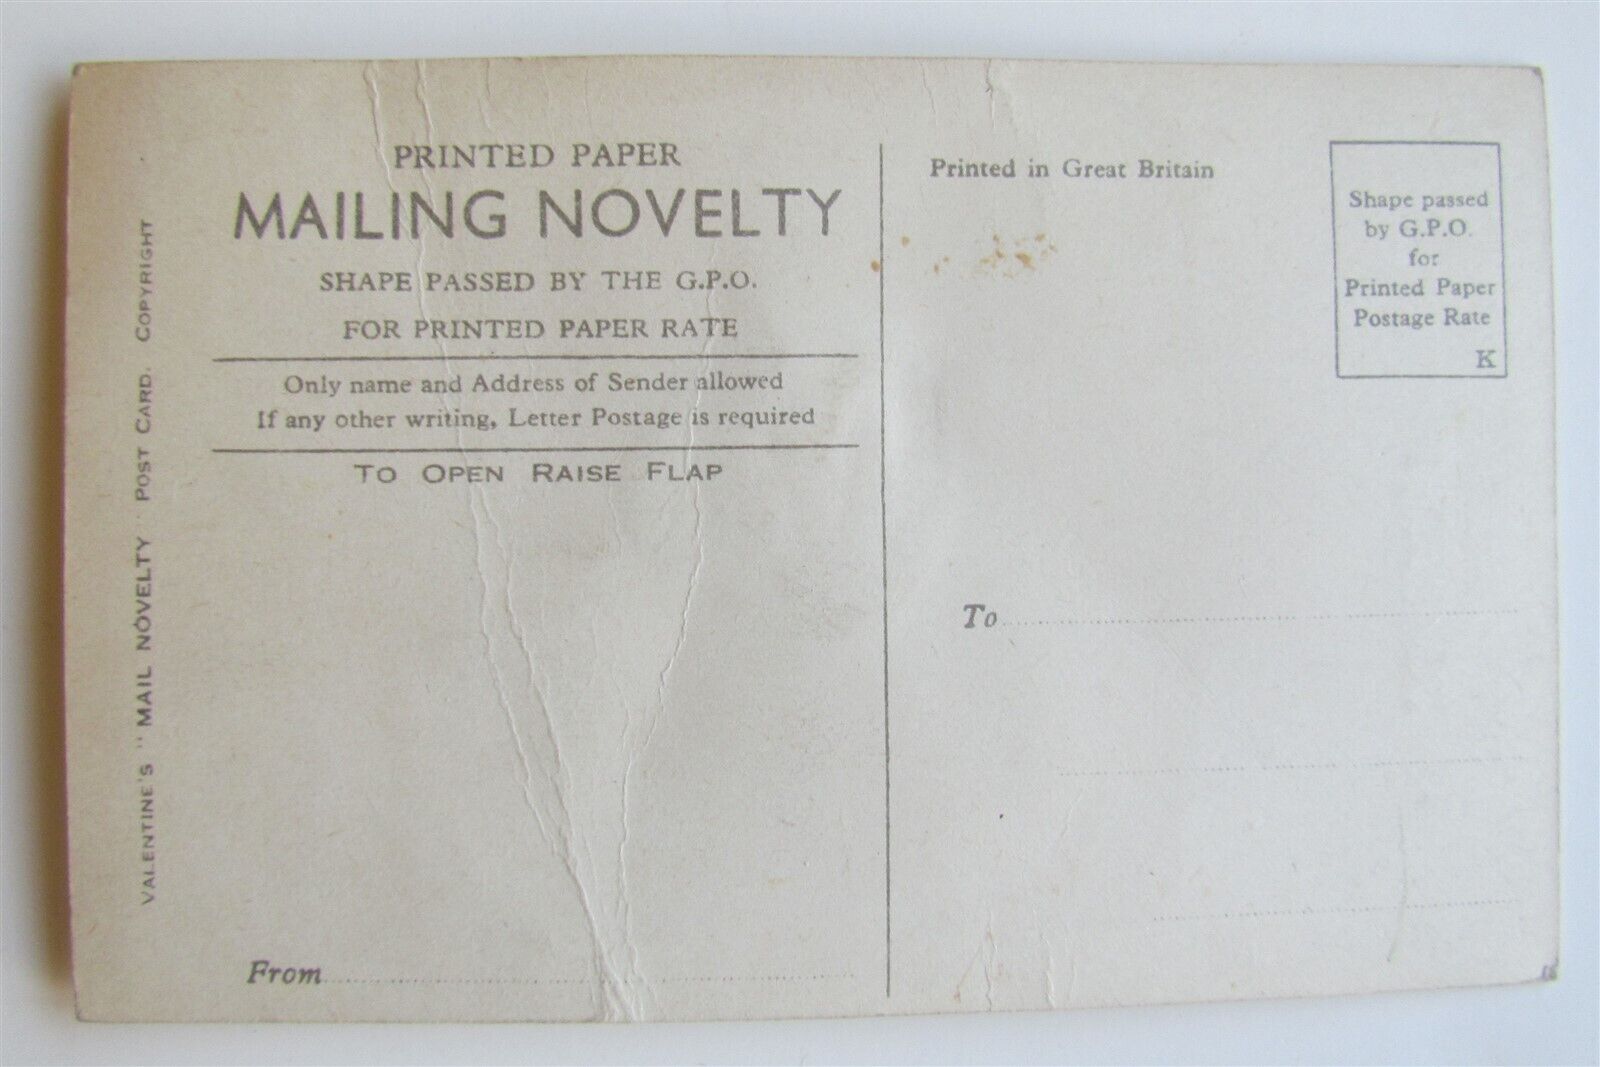 PRINTED PAPER
MAILING NOVELTY
SHAPE PASSED BY THE G.P.O.
FOR PRINTED PAPER RATE
Only name and Address of Sender allowed
If any other writing, Letter Postage is required
TO OPEN RAISE FLAP
From
VALENTINE'S "MAIL NOVELTY" POST CARD. COPYRIGHT
Printed in Great Britain
Shape passed
by G.P.O.
for
Printed Paper
Postage Rate
K
To